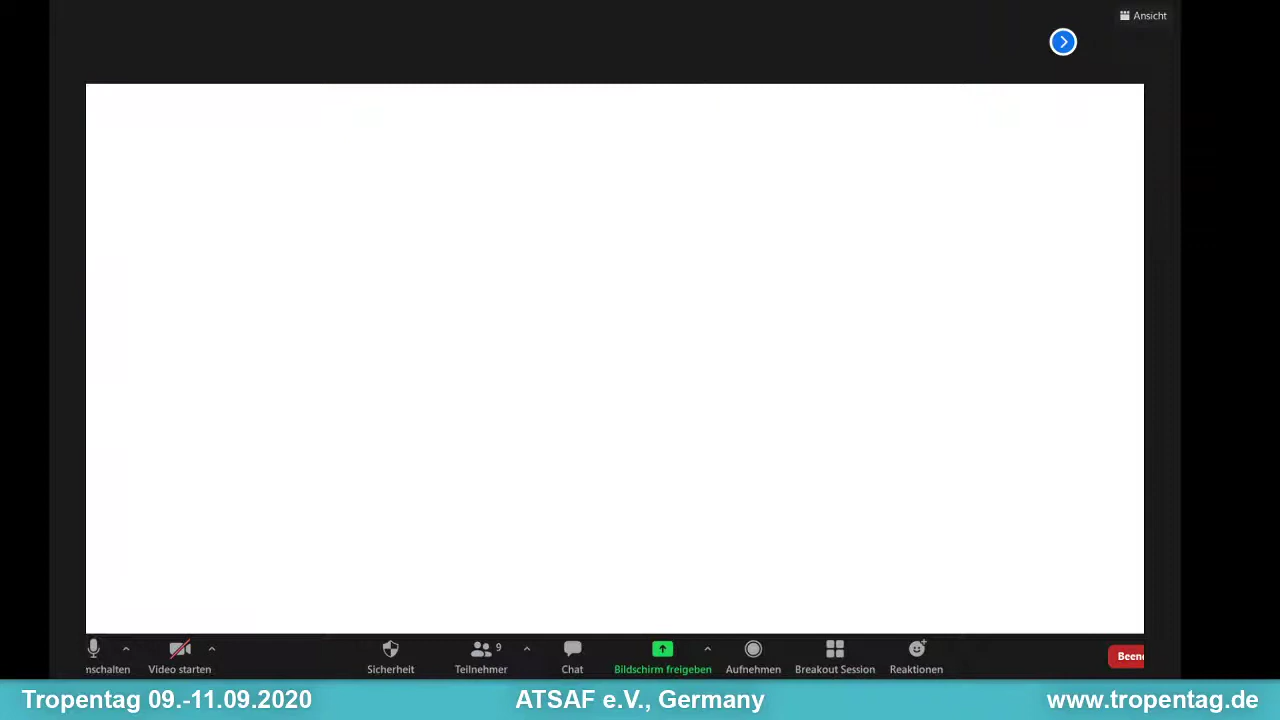 Ansicht
nschalten
Video starten
Sicherheit
9
Teilnehmer
Chat
Bildschirm freigeben
Aufnehmen
Breakout Session
Reaktionen
Beend
Tropentag 09.-11.09.2020
ATSAF e.V., Germany
www.tropentag.de